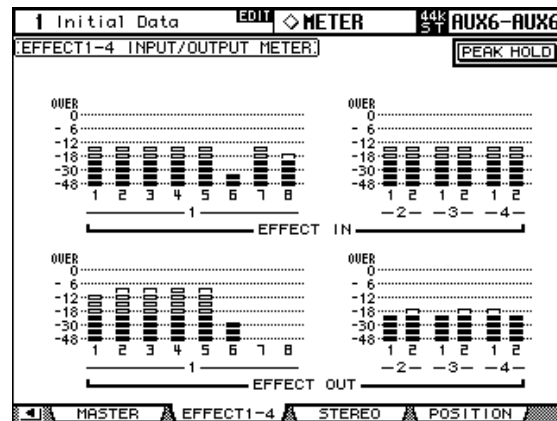 1 Initial Data EDIT ◇METER 44k ST AUX6-AUX6
EFFECT1-4 INPUT/OUTPUT METER PEAK HOLD
OVER OVER
0 0
- 6 - 6
-12 -12
-18 -18
-30 -30
-48 -48
1 2 3 4 5 6 7 8 1 2 1 2 1 2
1 2 3 4
EFFECT IN
OVER OVER
0 0
- 6 - 6
-12 -12
-18 -18
-30 -30
-48 -48
1 2 3 4 5 6 7 8 1 2 1 2 1 2
1 2 3 4
EFFECT OUT
MASTER EFFECT1-4 STEREO POSITION